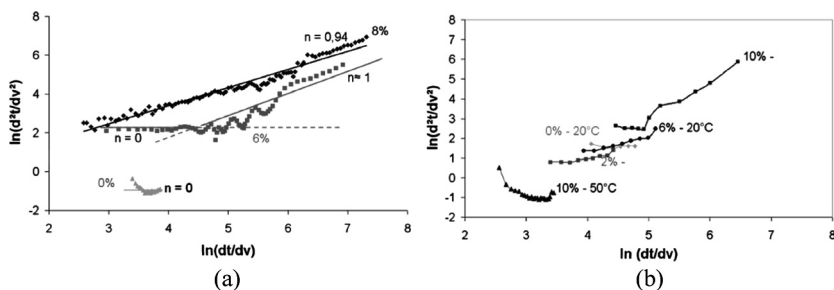 ln(d²t/dv²)
8
6
4
2
0
-2
n = 0,94
8%
n≈ 1
n = 0
6%
0%
n = 0
2 3 4 5 6 7 8
ln(dt/dv)
(a)
ln(d²t/dv²)
8
7
6
5
4
3
2
1
0
-1
-2
10% -
0% - 20°C
6% - 20°C
2% -
10% - 50°C
2 3 4 5 6 7 8
ln (dt/dv)
(b)